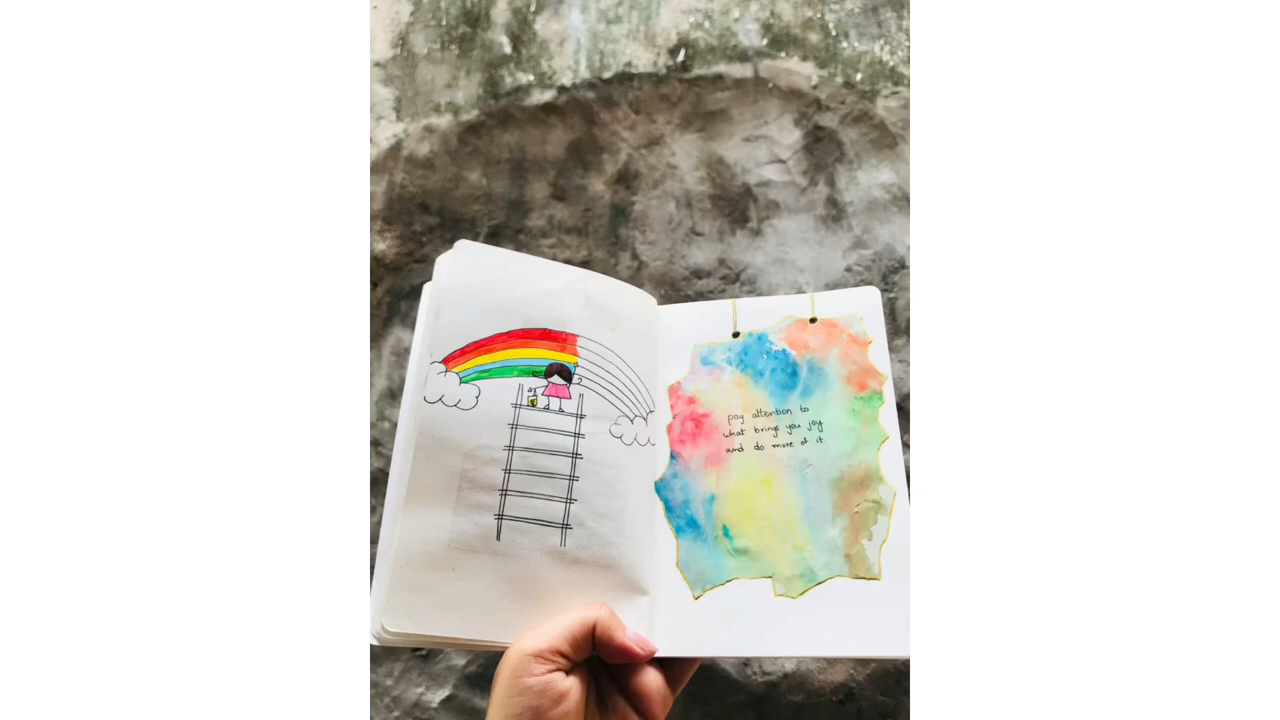 pay attention to
what brings you joy
and do more of it.